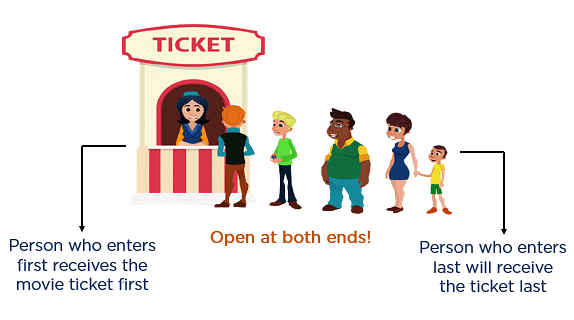 TICKET
Open at both ends!
Person who enters
first receives the
movie ticket first
Person who enters
last will receive
the ticket last